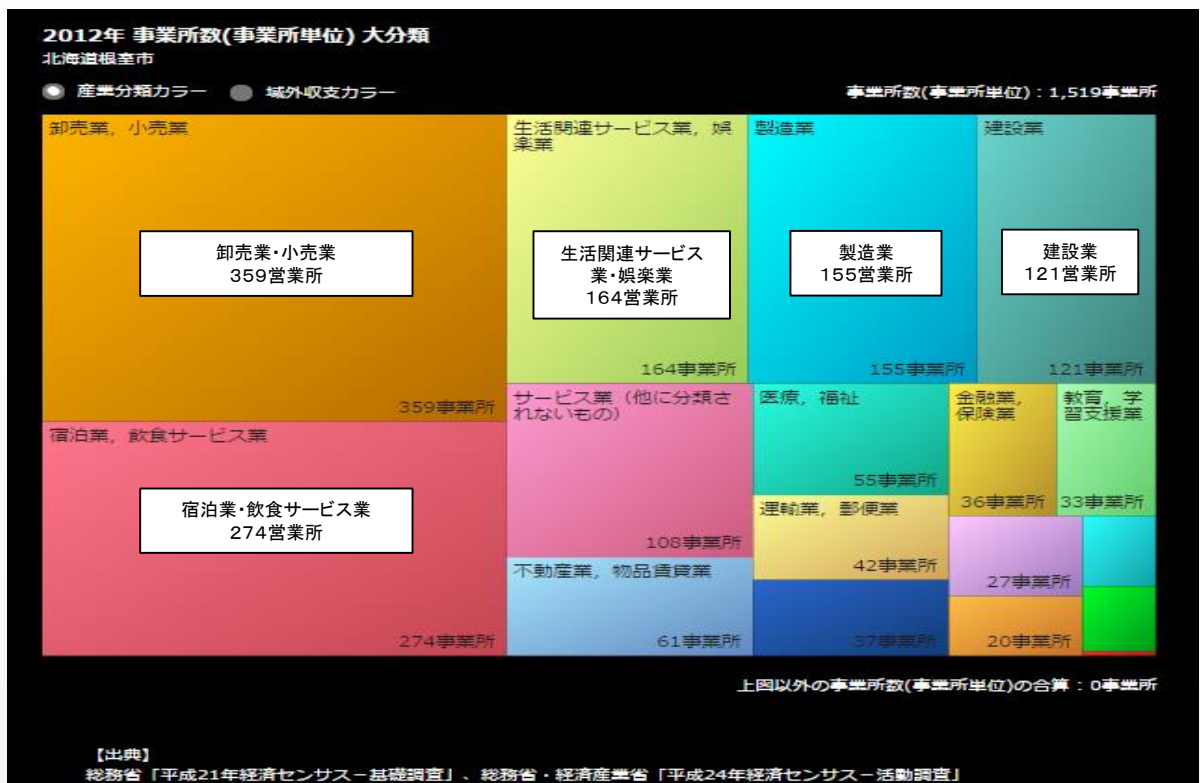 2012年 事業所数(事業所単位) 大分類
北海道根室市
産業分類カラー 域外収支カラー
事業所数(事業所単位)：1,519事業所
卸売業，小売業
卸売業・小売業
359営業所
359事業所
宿泊業，飲食サービス業
宿泊業・飲食サービス業
274営業所
274事業所
生活関連サービス業，娯
楽業
生活関連サービス
業・娯楽業
164営業所
164事業所
製造業
製造業
155営業所
155事業所
建設業
建設業
121営業所
121事業所
サービス業（他に分類さ
れないもの）
108事業所
不動産業，物品賃貸業
61事業所
医療，福祉
55事業所
運輸業，郵便業
42事業所
37事業所
金融業，
保険業
36事業所
教育，学
習支援業
33事業所
27事業所
20事業所
上図以外の事業所数(事業所単位)の合算：0事業所
【出典】
総務省「平成21年経済センサス－基礎調査」、総務省・経済産業省「平成24年経済センサス－活動調査」